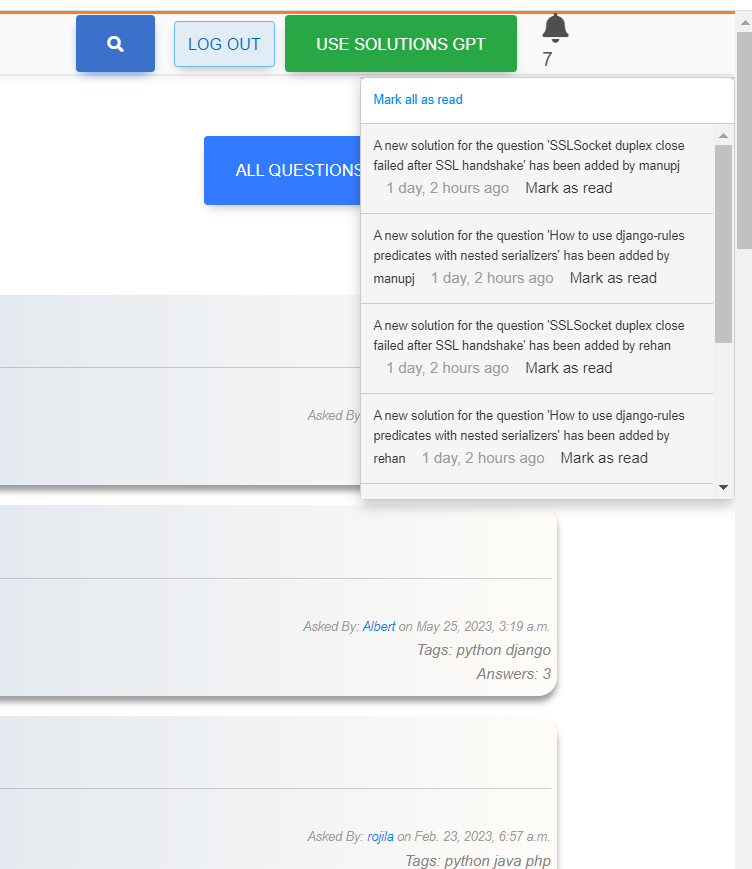 LOG OUT
USE SOLUTIONS GPT
7
Mark all as read
A new solution for the question 'SSLSocket duplex close
failed after SSL handshake' has been added by manupj
1 day, 2 hours ago Mark as read
ALL QUESTIONS
A new solution for the question 'How to use django-rules
predicates with nested serializers' has been added by
manupj 1 day, 2 hours ago Mark as read
A new solution for the question 'SSLSocket duplex close
failed after SSL handshake' has been added by rehan
1 day, 2 hours ago Mark as read
Asked By
A new solution for the question 'How to use django-rules
predicates with nested serializers' has been added by
rehan 1 day, 2 hours ago Mark as read
Asked By: Albert on May 25, 2023, 3:19 a.m.
Tags: python django
Answers: 3
Asked By: rojila on Feb. 23, 2023, 6:57 a.m.
Tags: python java php